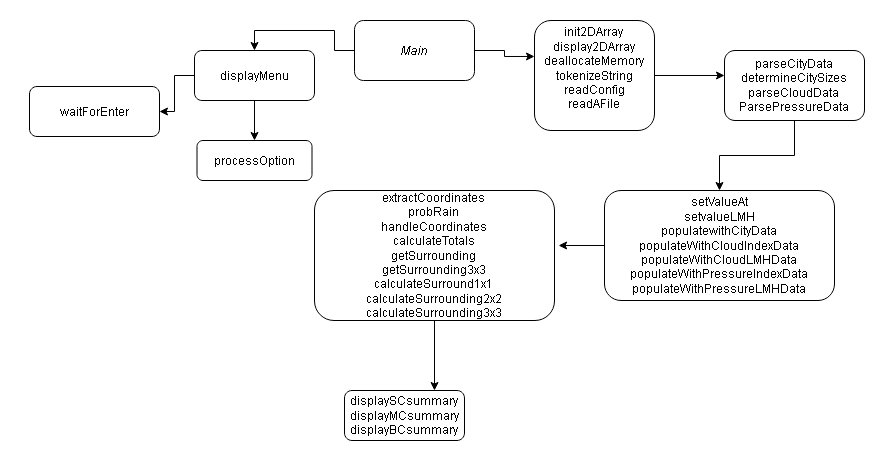 Main
displayMenu
waitForEnter
processOption
init2DArray
display2DArray
deallocateMemory
tokenizeString
readConfig
readAFile
parseCityData
determineCitySizes
parseCloudData
ParsePressureData
setValueAt
setvalueLMH
populatewithCityData
populateWithCloudIndexData
populateWithCloudLMHData
populateWithPressureIndexData
populateWithPressureLMHData
extractCoordinates
probRain
handleCoordinates
calculateTotals
getSurrounding
getSurrounding3x3
calculateSurround1x1
calculateSurrounding2x2
calculateSurrounding3x3
displaySCsummary
displayMCsummary
displayBCsummary